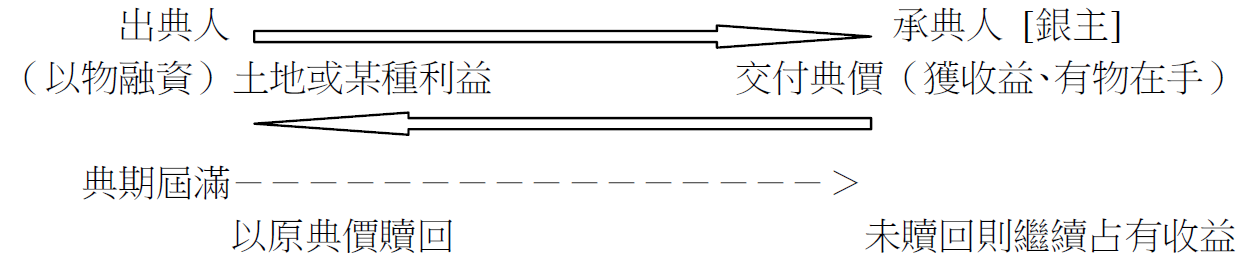 出典人 承典人 [銀主]
（以物融資）土地或某種利益 交付典價（獲收益、有物在手）
典期屆滿－－－－－－－－－－－－－－＞
以原典價贖回 未贖回則繼續占有收益